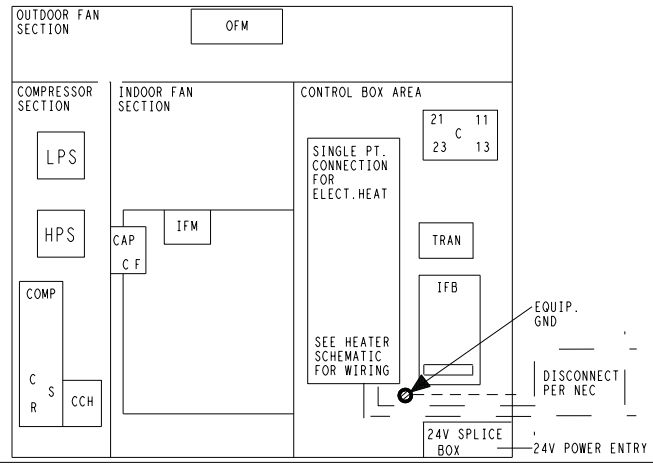 OUTDOOR FAN
SECTION
OFM
COMPRESSOR
SECTION
INDOOR FAN
SECTION
CONTROL BOX AREA
LPS
HPS
COMP
C
S
R
CCH
CAP
C F
IFM
SINGLE PT.
CONNECTION
FOR
ELECT.HEAT
SEE HEATER
SCHEMATIC
FOR WIRING
21 11
C
23 13
TRAN
IFB
EQUIP.
GND
DISCONNECT
PER NEC
24V SPLICE
BOX
24V POWER ENTRY